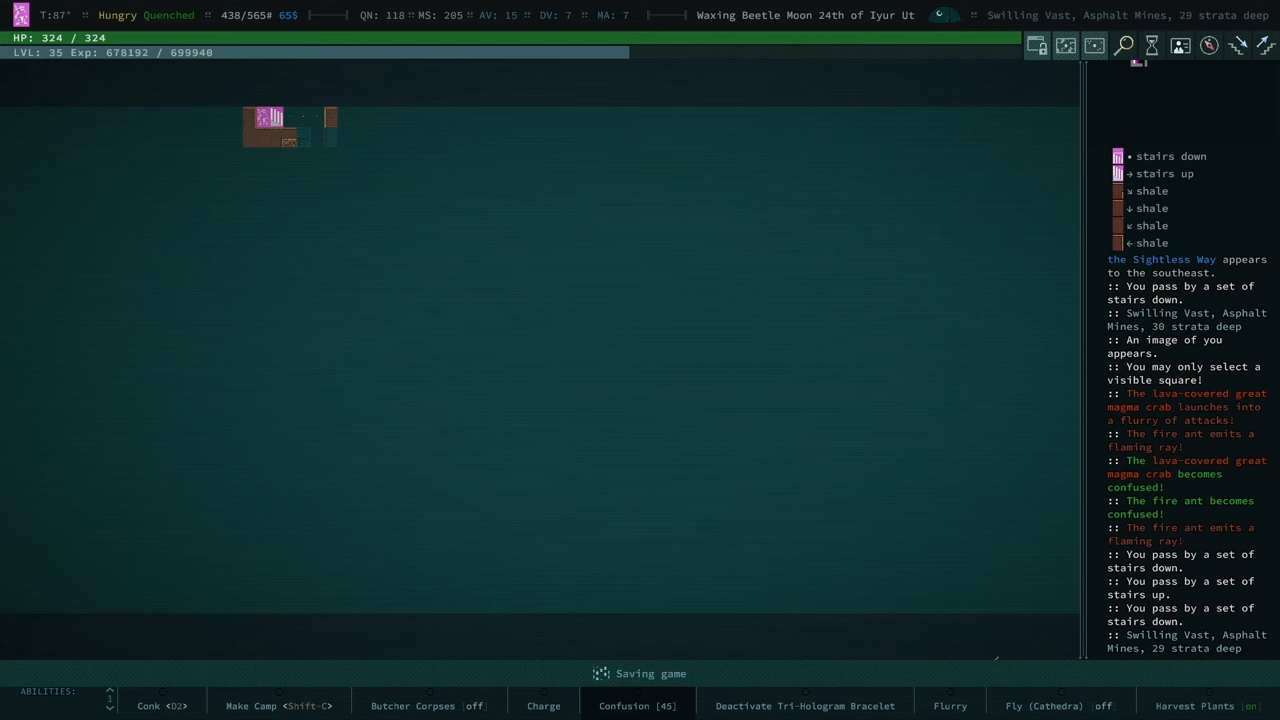 T:87° :: Hungry Quenched :: 438/565# 65$ QN: 118 :: MS: 205 :: AV: 15 :: DV: 7 :: MA: 7 Waxing Beetle Moon 24th of Iyur Ut :: Swilling Vast, Asphalt Mines, 29 strata deep
HP: 324 / 324
LVL: 35 Exp: 678192 / 699940
stairs down
→ stairs up
↘ shale
↓ shale
↙ shale
← shale
the Sightless Way appears
to the southeast.
:: You pass by a set of
stairs down.
:: Swilling Vast, Asphalt
Mines, 30 strata deep
:: An image of you
appears.
:: You may only select a
visible square!
:: The lava-covered great
magma crab launches into
a flurry of attacks!
:: The fire ant emits a
flaming ray!
:: The lava-covered great
magma crab becomes
confused!
:: The fire ant becomes
confused!
:: The fire ant emits a
flaming ray!
:: You pass by a set of
stairs down.
:: You pass by a set of
stairs up.
:: You pass by a set of
stairs down.
:: Swilling Vast, Asphalt
Mines, 29 strata deep
Saving game
ABILITIES: 1 Conk <D2> Make Camp <Shift-C> Butcher Corpses [off] Charge Confusion [45] Deactivate Tri-Hologram Bracelet Flurry Fly (Cathedra) [off] Harvest Plants [on]